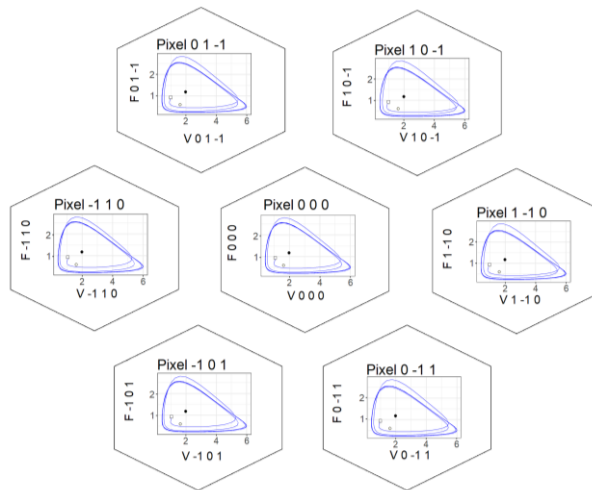 Pixel 0 1 -1
F 0 1 -1
2
1
2 4 6
V 0 1 -1
Pixel 1 0 -1
F 1 0 -1
2
1
2 4 6
V 1 0 -1
Pixel -1 1 0
F -1 1 0
2
1
2 4 6
V -1 1 0
Pixel 0 0 0
F 0 0 0
2
1
2 4 6
V 0 0 0
Pixel 1 -1 0
F 1 -1 0
2
1
2 4 6
V 1 -1 0
Pixel -1 0 1
F -1 0 1
2
1
2 4 6
V -1 0 1
Pixel 0 -1 1
F 0 -1 1
2
1
2 4 6
V 0 -1 1